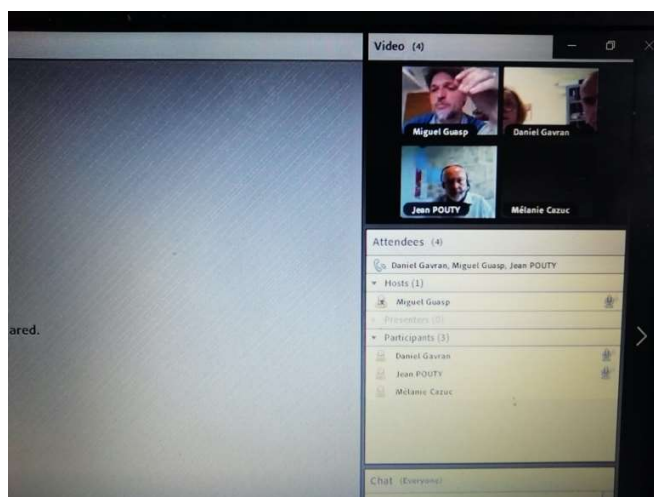 Video (4)
Miguel Guasp
Daniel Gavran
Jean POUTY
Mélanie Cazuc
Attendees (4)
Daniel Gavran, Miguel Guasp, Jean POUTY
Hosts (1)
Miguel Guasp
Presenters (0)
Participants (3)
Daniel Gavran
Jean POUTY
Mélanie Cazuc
ared.
Chat (Everyone)